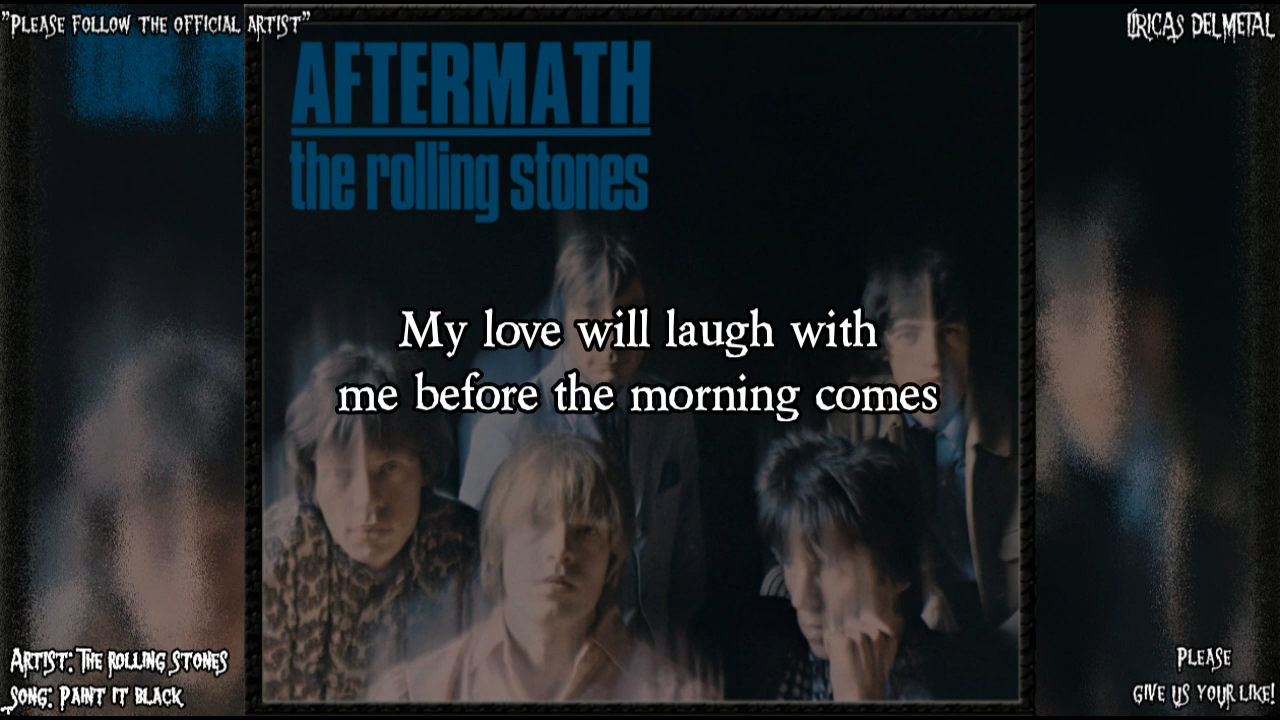 "Please follow the official artist"
LÍRICAS DEL METAL
AFTERMATH
the rolling stones
My love will laugh with
me before the morning comes
Artist: The Rolling Stones
Song: Paint it black
Please
give us your like!